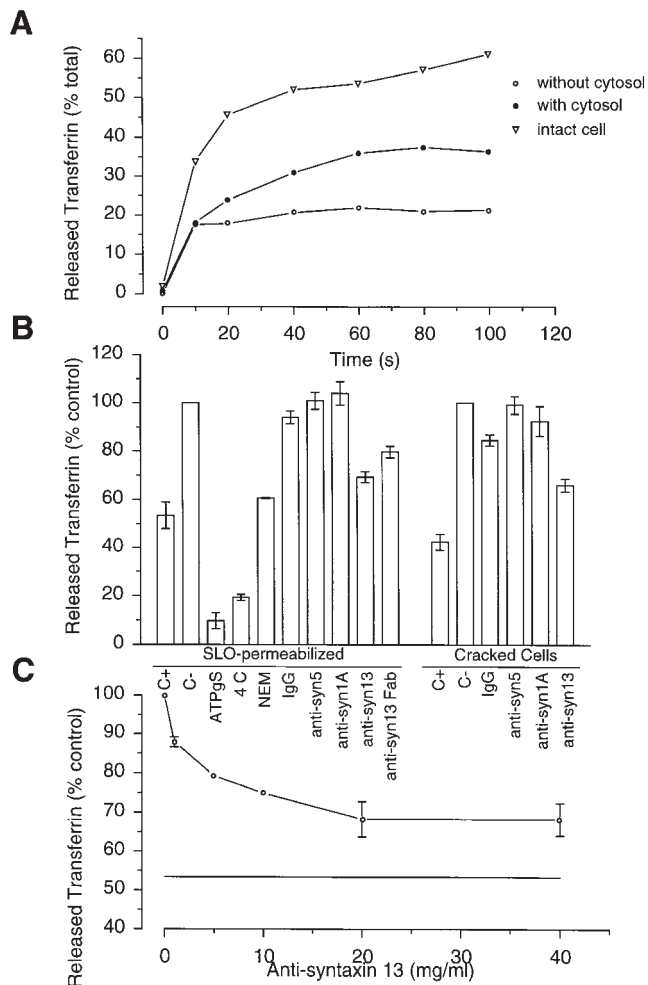 A
Released Transferrin (% total)
60
50
40
30
20
10
0
0 20 40 60 80 100 120
Time (s)
without cytosol
with cytosol
intact cell
B
Released Transferrin (% control)
120
100
80
60
40
20
0
SLO-permeabilized
Cracked Cells
C+
C-
ATPgS
4 C
NEM
IgG
anti-syn5
anti-syn1A
anti-syn13
anti-syn13 Fab
C+
C-
IgG
anti-syn5
anti-syn1A
anti-syn13
C
Released Transferrin (% control)
100
90
80
70
60
50
40
0 10 20 30 40
Anti-syntaxin 13 (mg/ml)